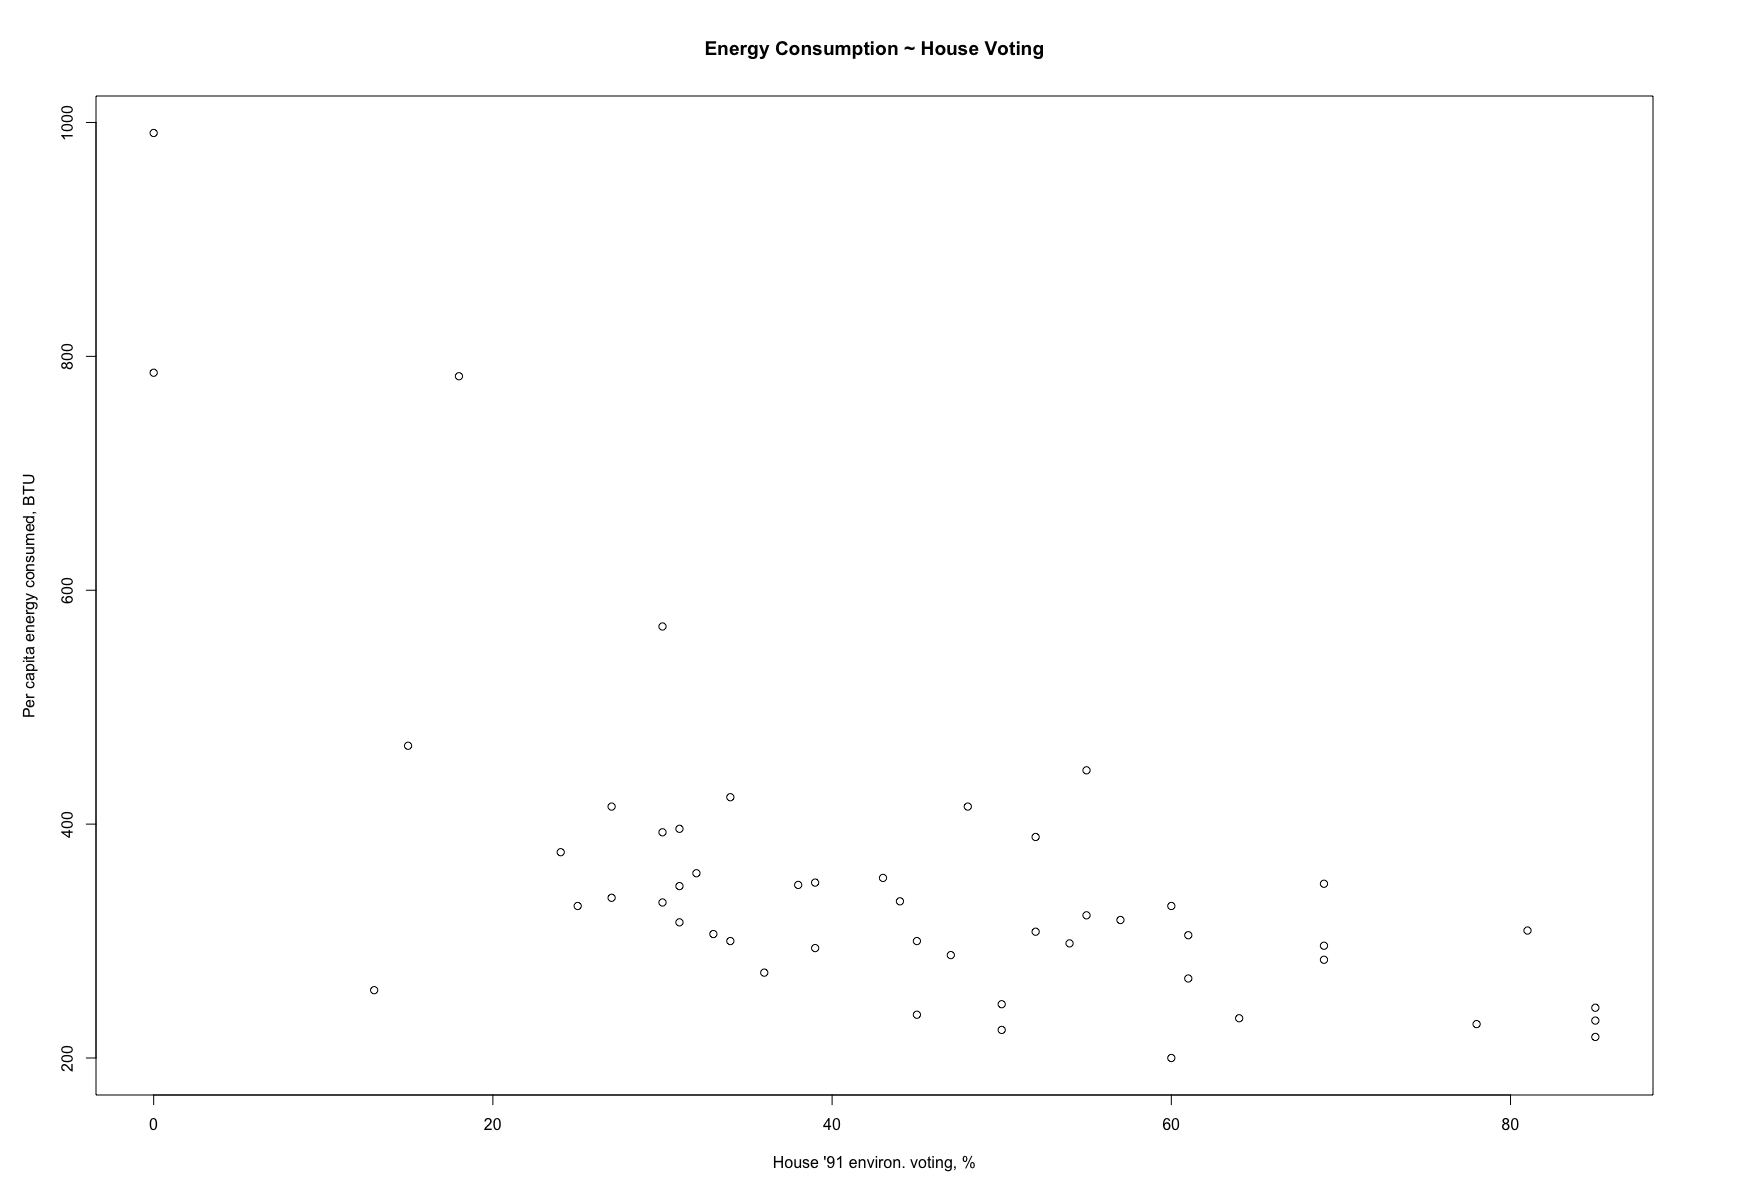 Energy Consumption ~ House Voting
1000
800
600
400
200
Per capita energy consumed, BTU
0 20 40 60 80
House '91 environ. voting, %